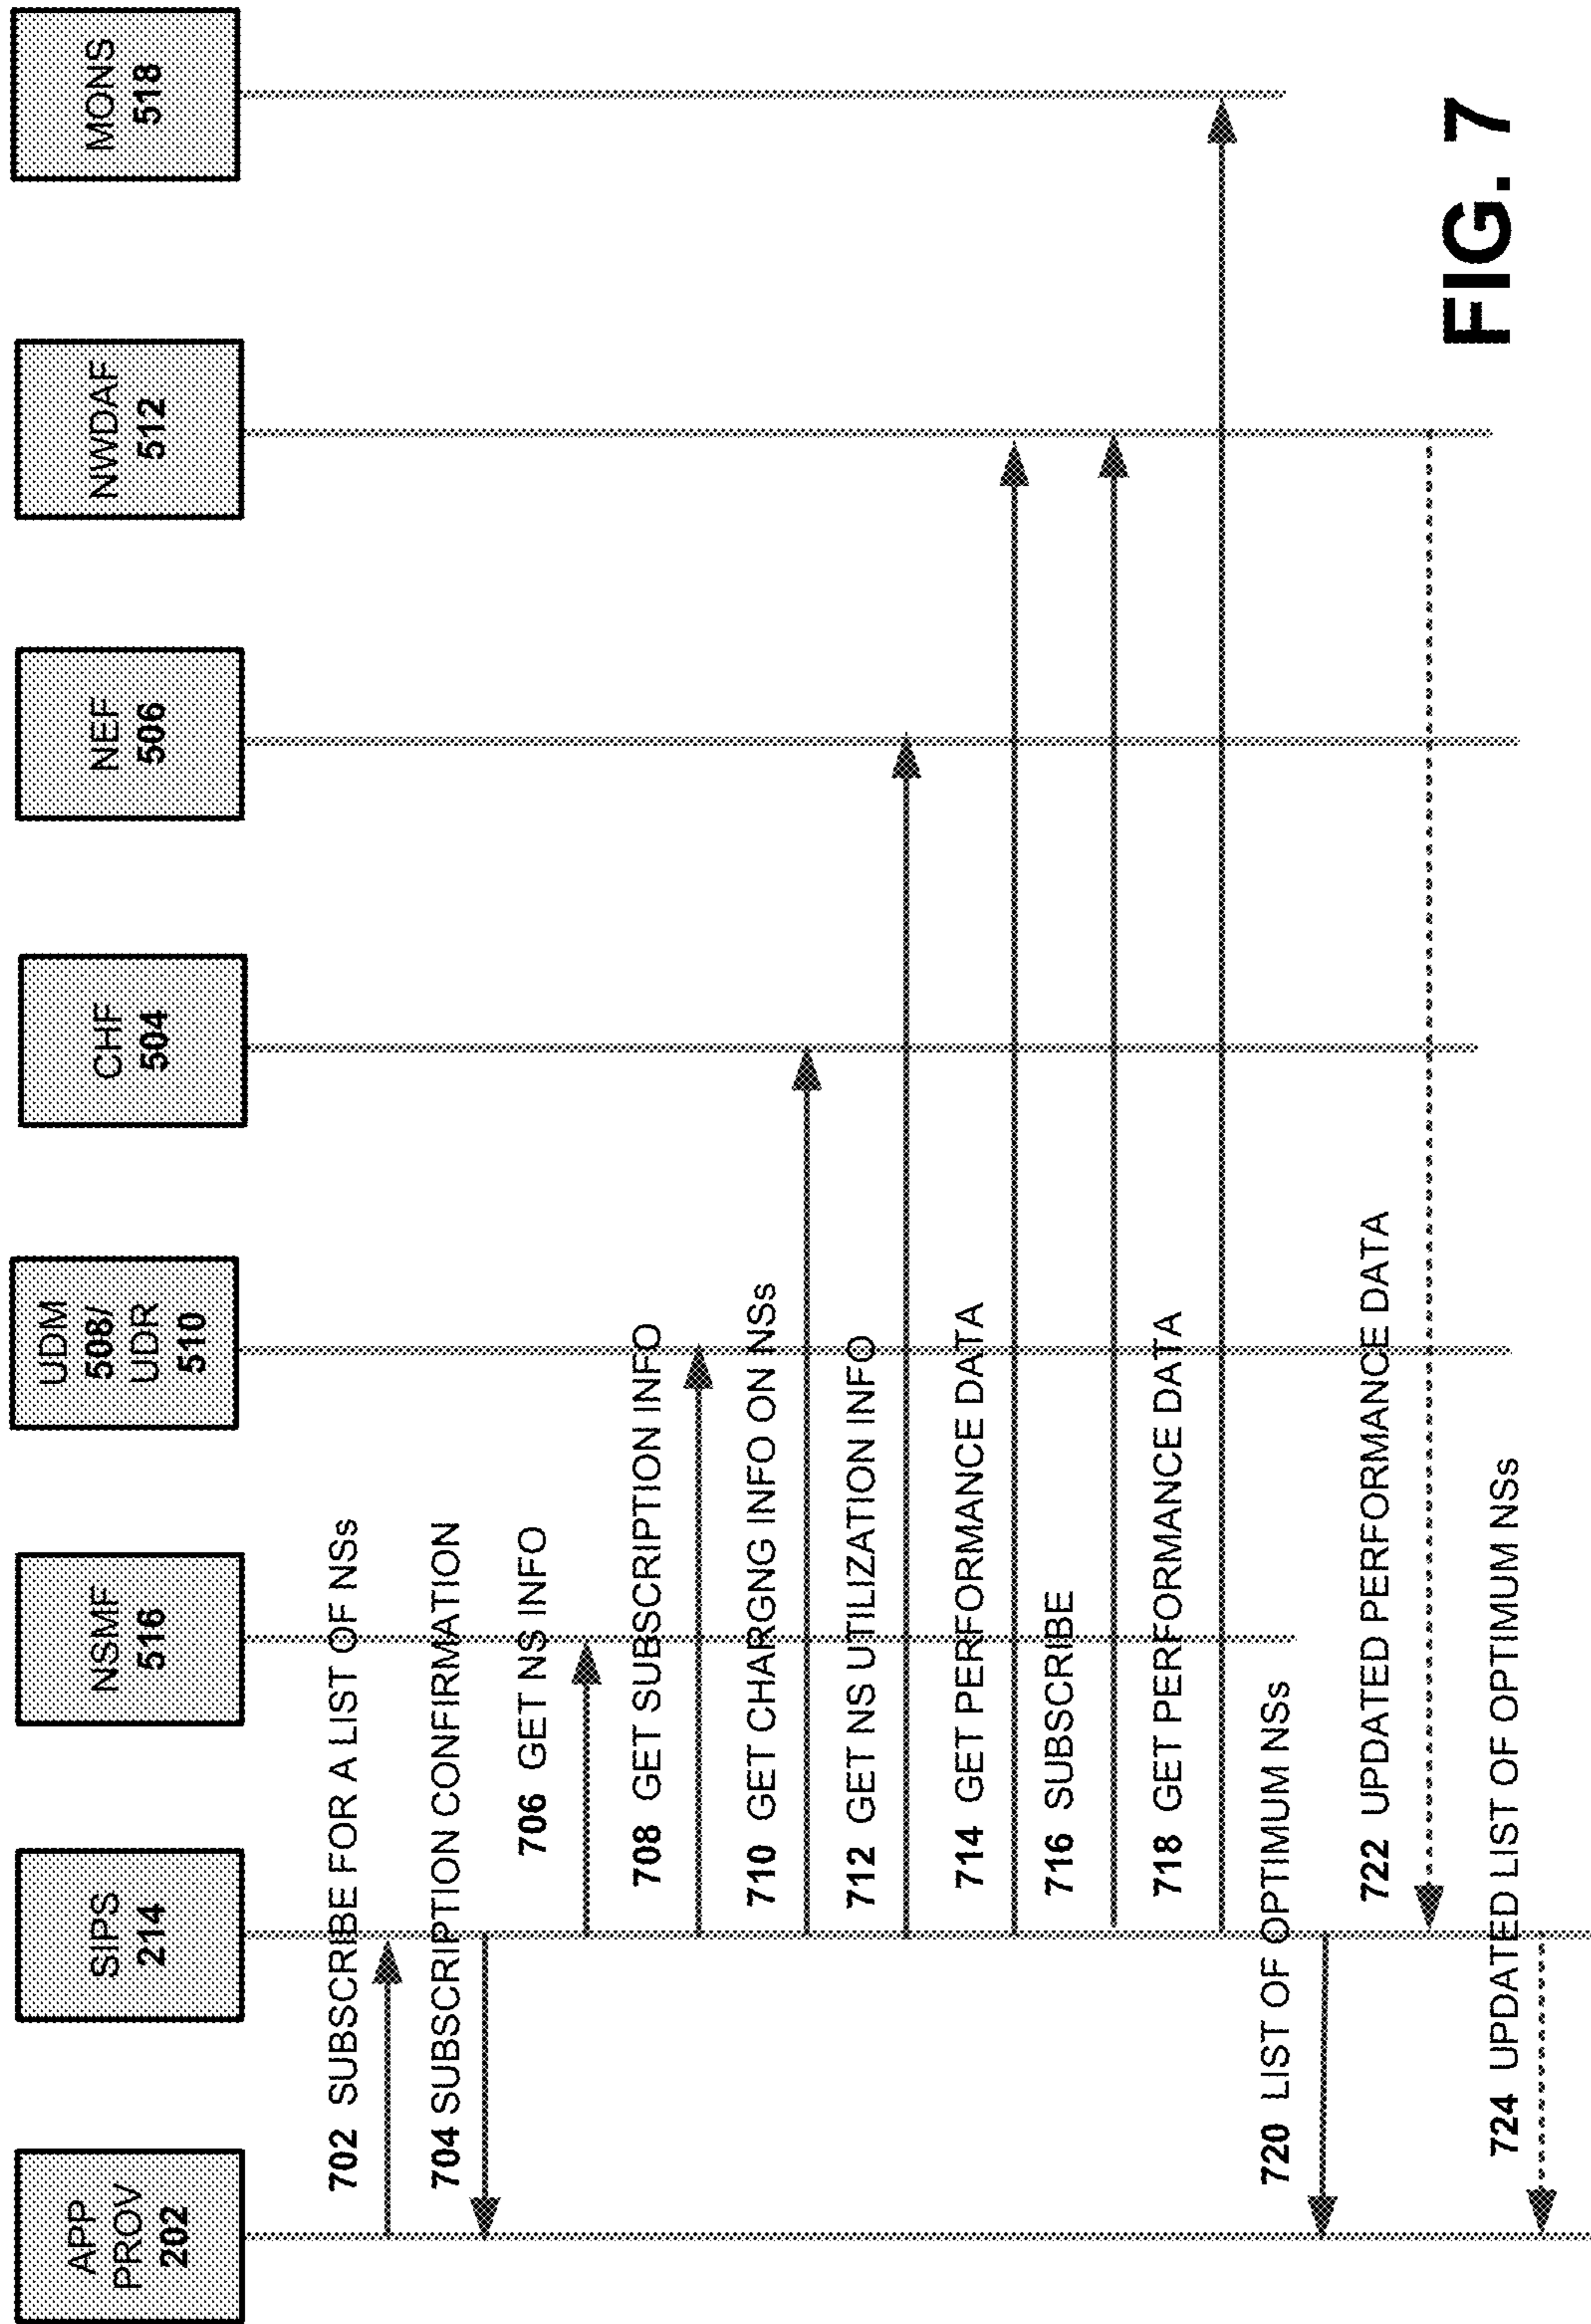 APP
PROV
202
SIPS
214
NSMF
516
UDM
508/
UDR
510
CHF
504
NEF
506
NWDAF
512
MONS
518
702 SUBSCRIBE FOR A LIST OF NSs
704 SUBSCRIPTION CONFIRMATION
706 GET NS INFO
708 GET SUBSCRIPTION INFO
710 GET CHARGNG INFO ON NSs
712 GET NS UTILIZATION INFO
714 GET PERFORMANCE DATA
716 SUBSCRIBE
718 GET PERFORMANCE DATA
720 LIST OF OPTIMUM NSs
722 UPDATED PERFORMANCE DATA
724 UPDATED LIST OF OPTIMUM NSs
FIG. 7